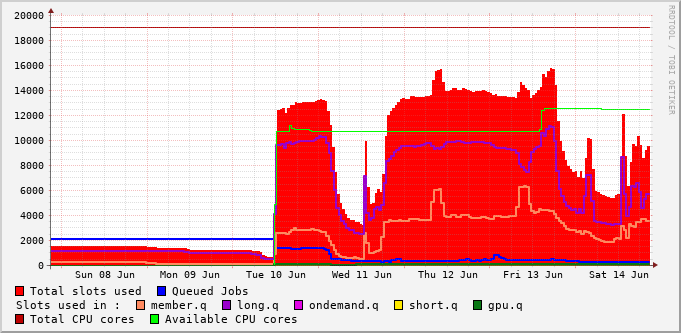 20000
18000
16000
14000
12000
10000
8000
6000
4000
2000
0
Sun 08 Jun Mon 09 Jun Tue 10 Jun Wed 11 Jun Thu 12 Jun Fri 13 Jun Sat 14 Jun
Total slots used Queued Jobs
Slots used in : member.q long.q ondemand.q short.q gpu.q
Total CPU cores Available CPU cores
RRDTOOL / TOBI OETIKER